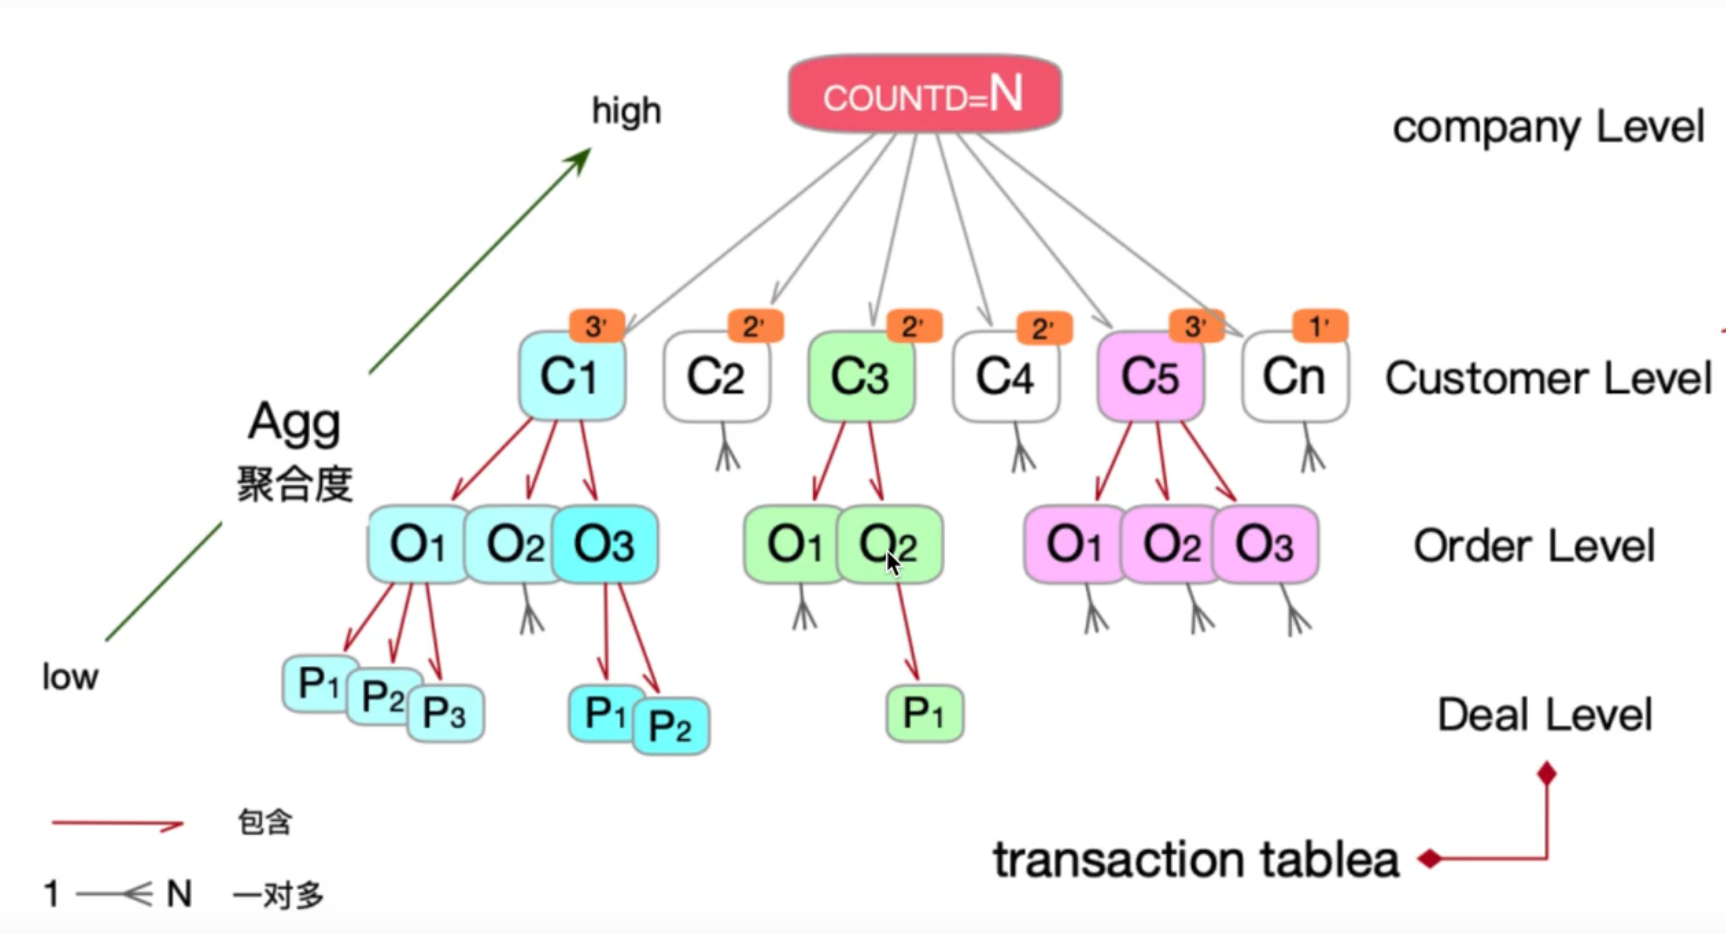 COUNTD=N
high
company Level
3’ 2’ 2’ 2’ 3’ 1’
C1 C2 C3 C4 C5 Cn
Customer Level
Agg
聚合度
O1 O2 O3 O1 O2 O1 O2 O3
Order Level
low
P1 P2 P3 P1 P2 P1
Deal Level
包含
transaction tablea
1 N 一对多